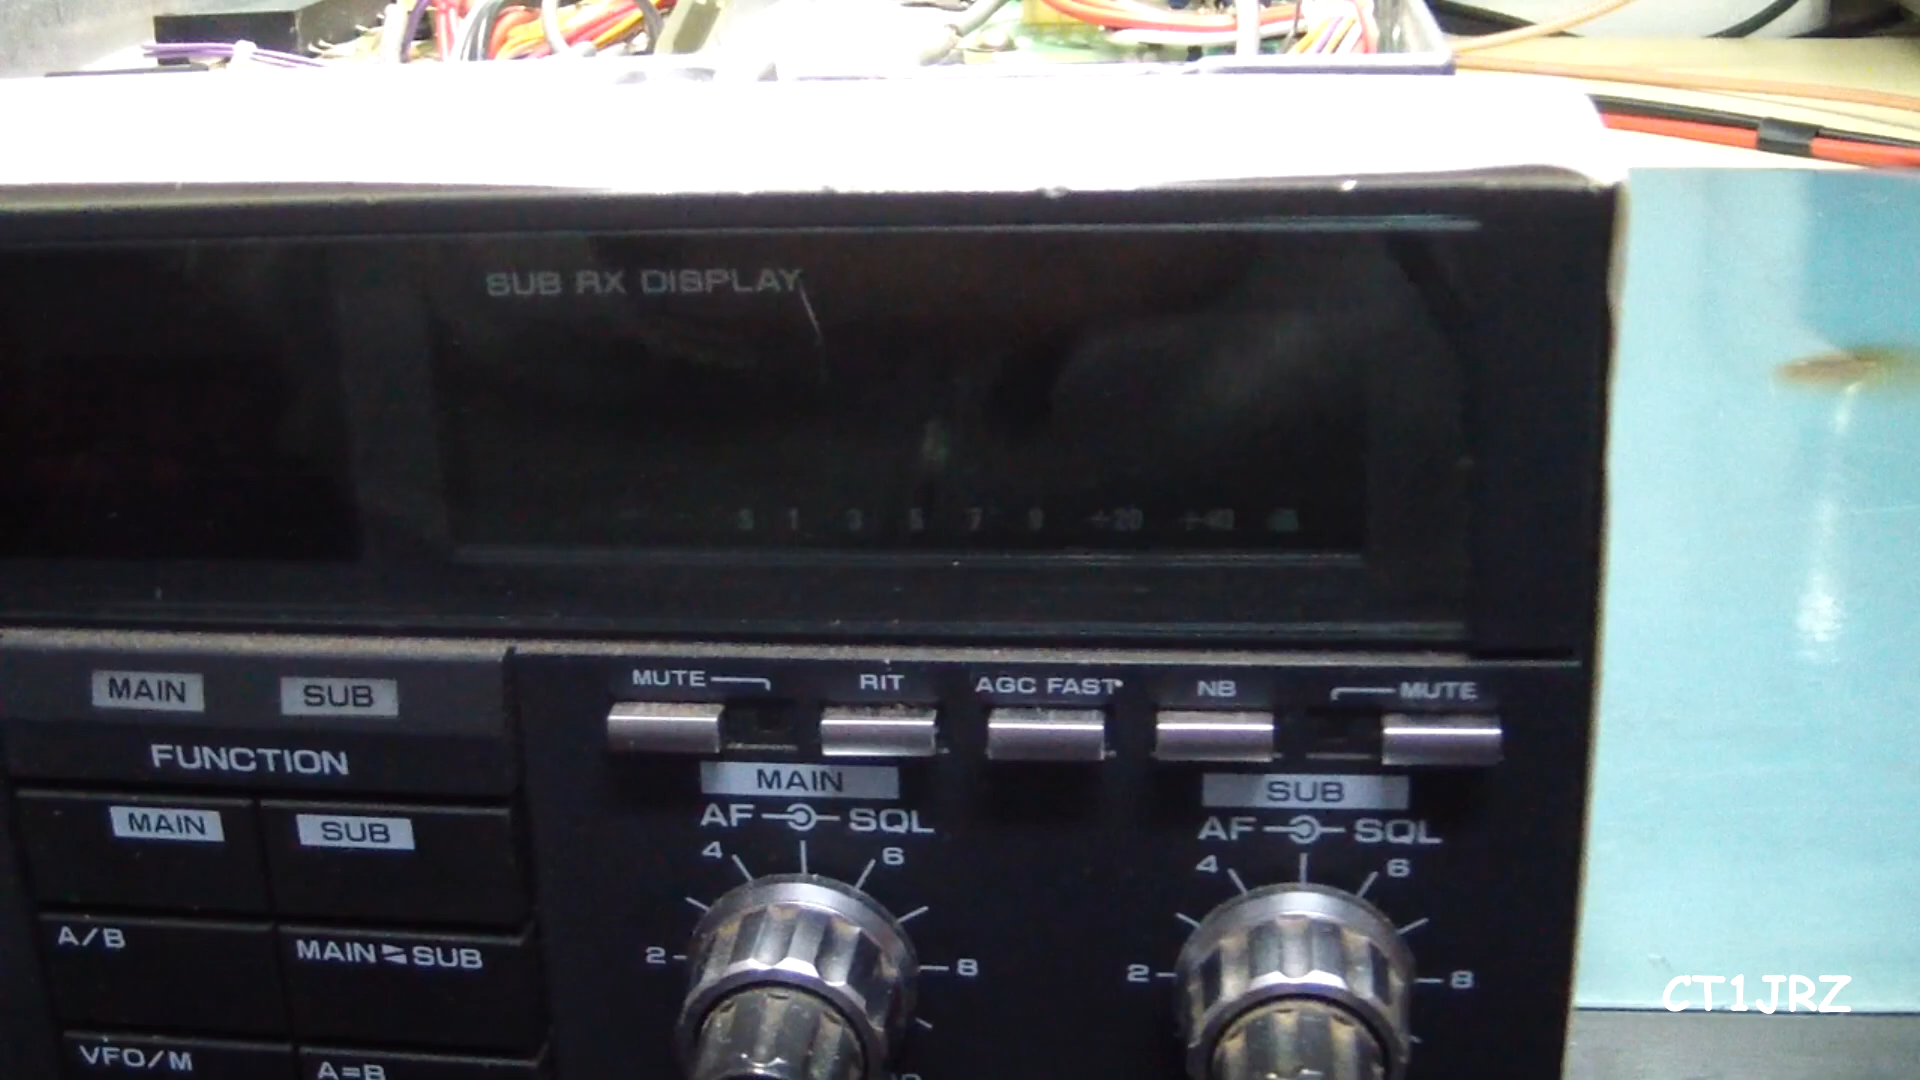 SUB RX DISPLAY
S 1 3 5 7 9 +20 +40 dB
MAIN SUB
FUNCTION
MAIN SUB
A/B MAIN SUB
VFO/M A=B
MUTE RIT AGC FAST NB MUTE
MAIN
AF SQL
4 6
2 8
10
SUB
AF SQL
4 6
2 8
CT1JRZ